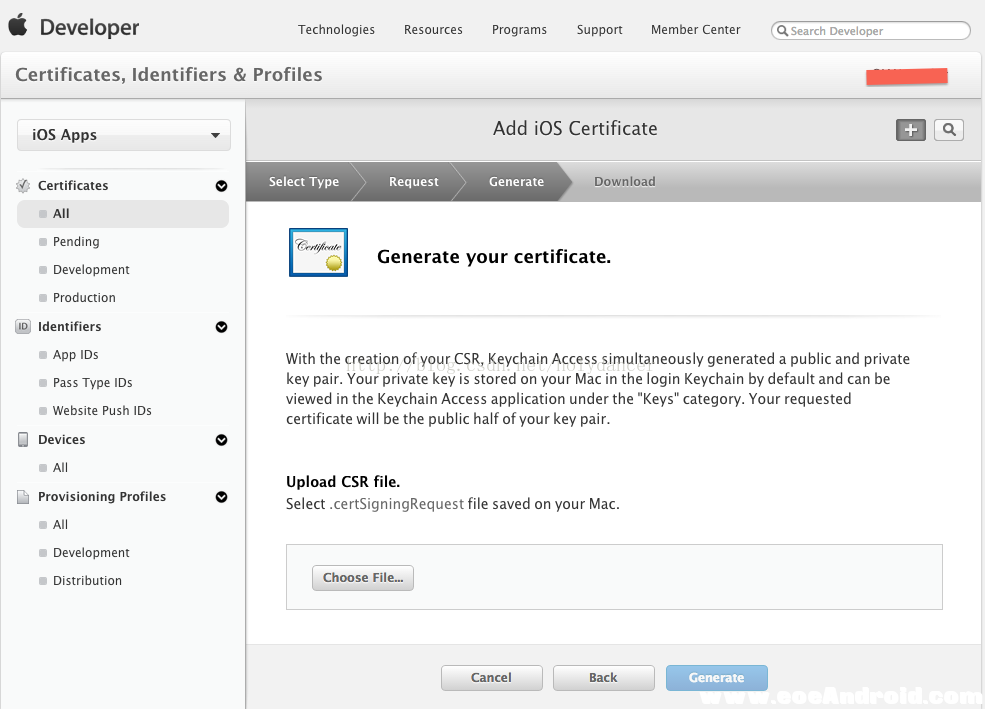 Developer
Technologies Resources Programs Support Member Center Search Developer
Certificates, Identifiers & Profiles
iOS Apps
Add iOS Certificate
Select Type Request Generate Download
Certificates
All
Pending
Development
Production
Identifiers
App IDs
Pass Type IDs
Website Push IDs
Devices
All
Provisioning Profiles
All
Development
Distribution
Certificate
Generate your certificate.
With the creation of your CSR, Keychain Access simultaneously generated a public and private
http://blog.csdn.net/holydancer
key pair. Your private key is stored on your Mac in the login Keychain by default and can be
viewed in the Keychain Access application under the "Keys" category. Your requested
certificate will be the public half of your key pair.
Upload CSR file.
Select .certSigningRequest file saved on your Mac.
Choose File...
Cancel Back Generate
www.eoeAndroid.com
ID